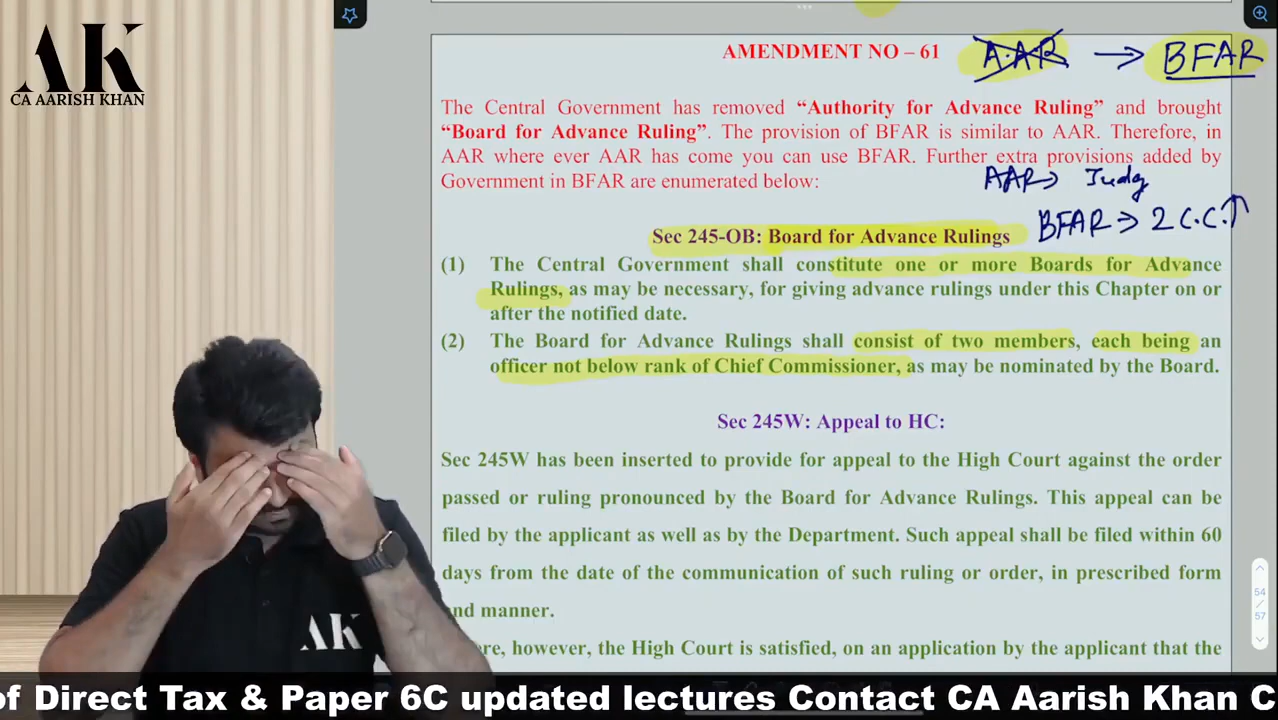 AK
CA AARISH KHAN
AMENDMENT NO – 61
A.AR → BFAR
The Central Government has removed “Authority for Advance Ruling” and brought
“Board for Advance Ruling”. The provision of BFAR is similar to AAR. Therefore, in
AAR where ever AAR has come you can use BFAR. Further extra provisions added by
Government in BFAR are enumerated below:
AAR → Judg
BFAR → 2 C.C.↑
Sec 245-OB: Board for Advance Rulings
(1) The Central Government shall constitute one or more Boards for Advance
Rulings, as may be necessary, for giving advance rulings under this Chapter on or
after the notified date.
(2) The Board for Advance Rulings shall consist of two members, each being an
officer not below rank of Chief Commissioner, as may be nominated by the Board.
Sec 245W: Appeal to HC:
Sec 245W has been inserted to provide for appeal to the High Court against the order
passed or ruling pronounced by the Board for Advance Rulings. This appeal can be
filed by the applicant as well as by the Department. Such appeal shall be filed within 60
days from the date of the communication of such ruling or order, in prescribed form
and manner.
however, the High Court is satisfied, on an application by the applicant that the
54
57
AK
of Direct Tax & Paper 6C updated lectures Contact CA Aarish Khan C